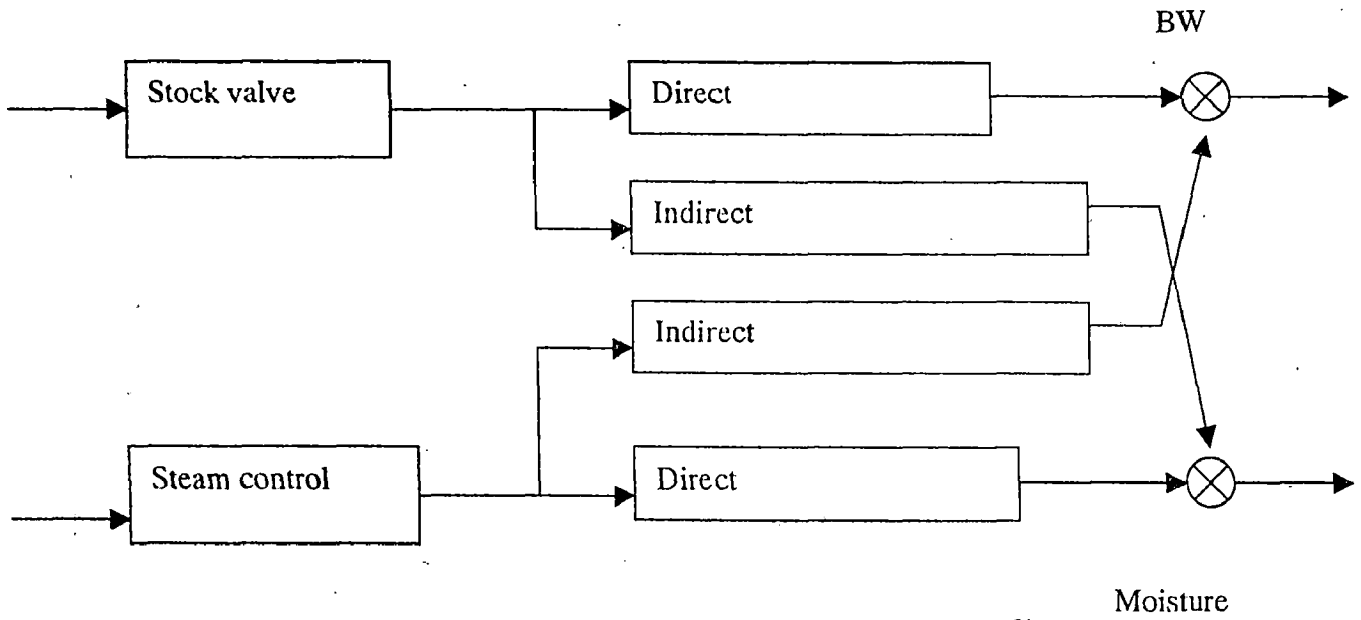 BW
Stock valve
Direct
Indirect
Indirect
Steam control
Direct
Moisture